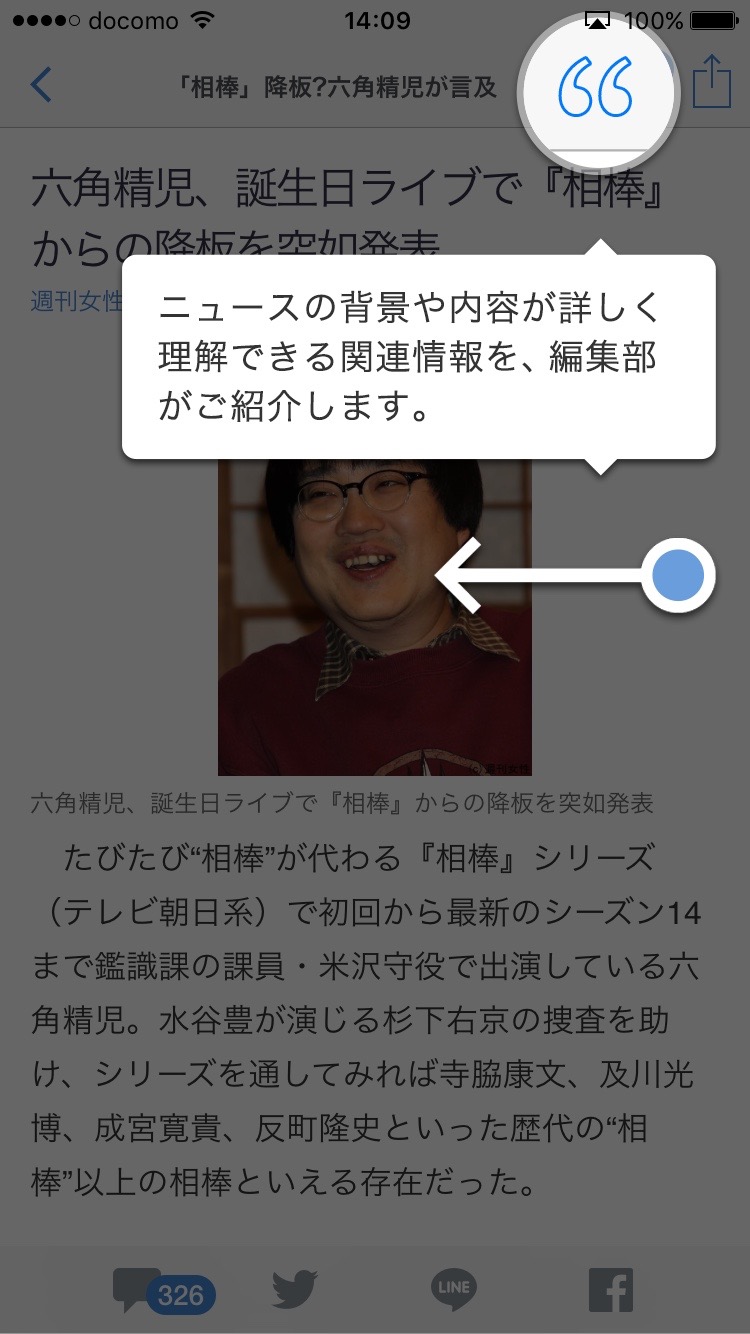 docomo 14:09 100%
「相棒」降板?六角精児が言及
六角精児、誕生日ライブで『相棒』
からの降板を突如発表
週刊女性
ニュースの背景や内容が詳しく
理解できる関連情報を、編集部
がご紹介します。
(c) 週刊女性
六角精児、誕生日ライブで『相棒』からの降板を突如発表
たびたび“相棒”が代わる『相棒』シリーズ
（テレビ朝日系）で初回から最新のシーズン14
まで鑑識課の課員・米沢守役で出演している六
角精児。水谷豊が演じる杉下右京の捜査を助
け、シリーズを通してみれば寺脇康文、及川光
博、成宮寛貴、反町隆史といった歴代の“相
棒”以上の相棒といえる存在だった。
326 LINE